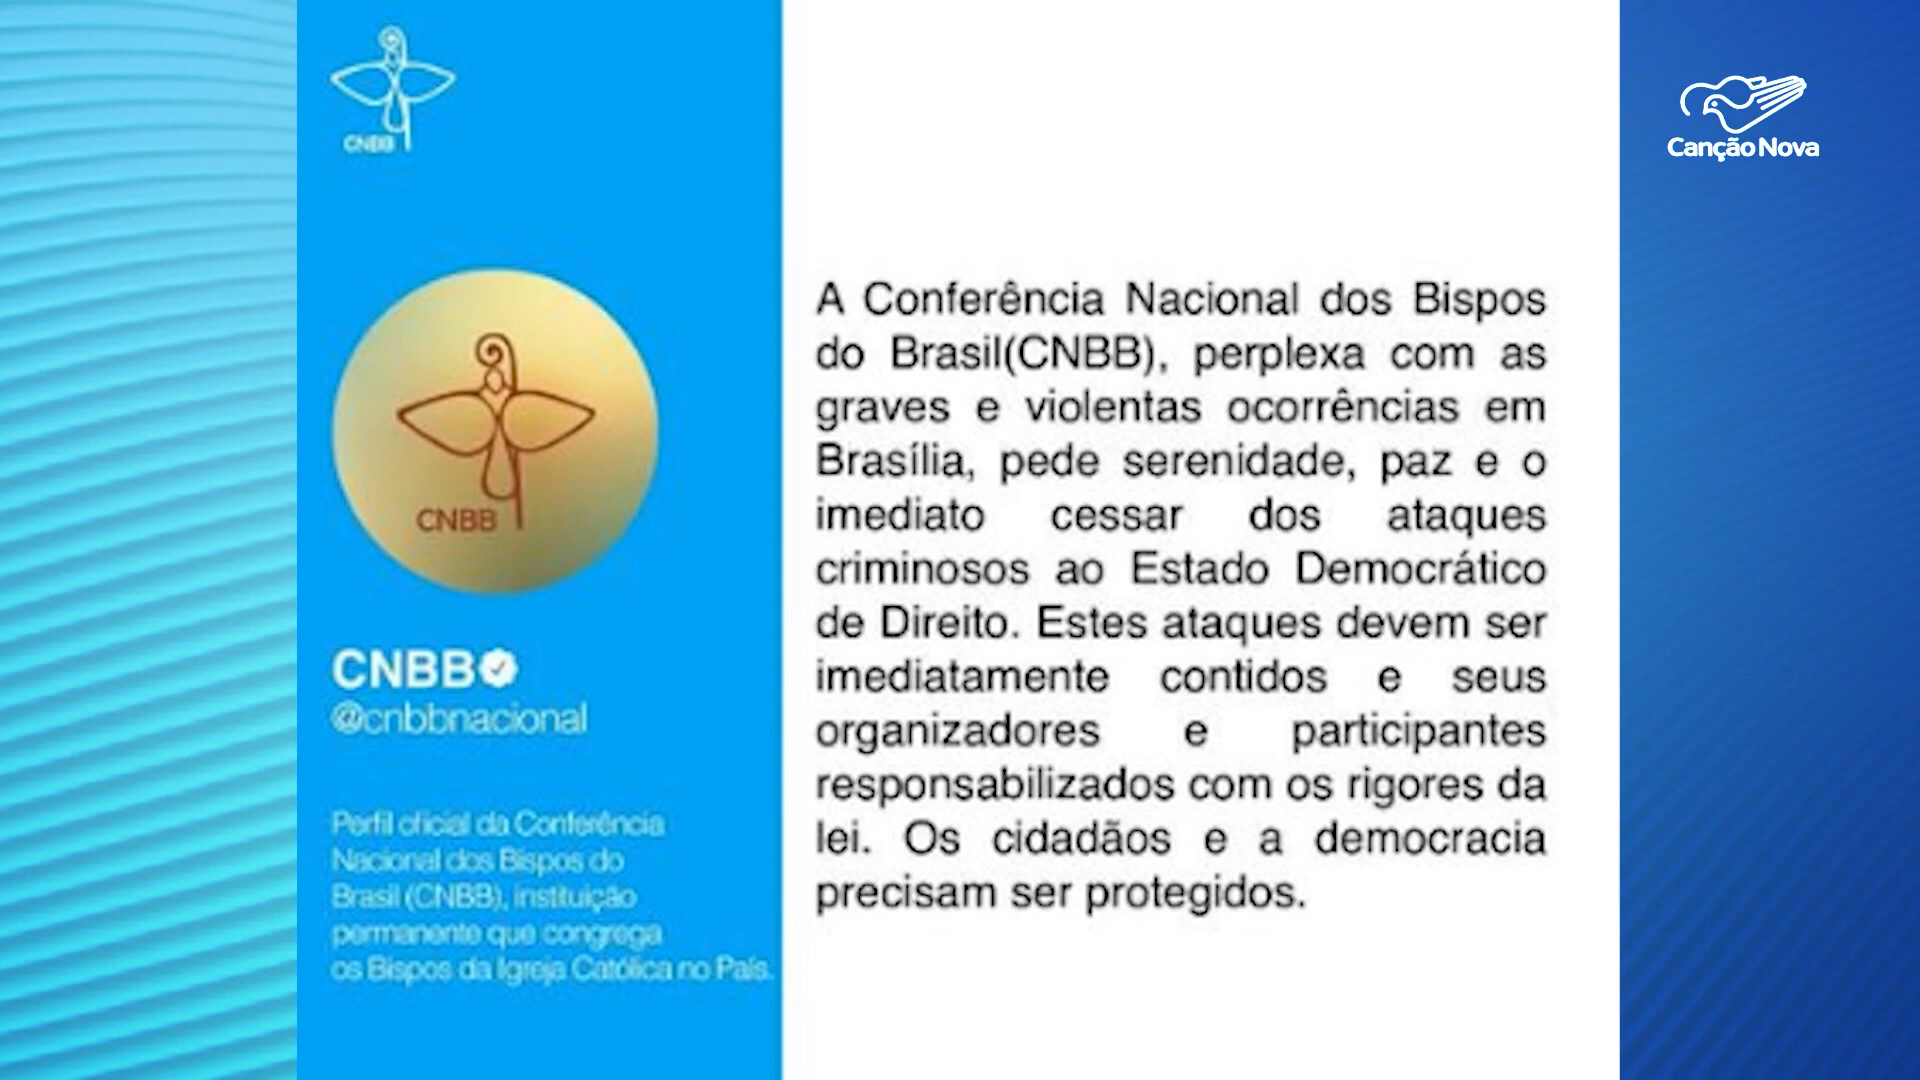 CNBB
CNBB
CNBB
@cnbbnacional
Perfil oficial da Conferência
Nacional dos Bispos do
Brasil (CNBB), instituição
permanente que congrega
os Bispos da Igreja Católica no País.
A Conferência Nacional dos Bispos
do Brasil(CNBB), perplexa com as
graves e violentas ocorrências em
Brasília, pede serenidade, paz e o
imediato cessar dos ataques
criminosos ao Estado Democrático
de Direito. Estes ataques devem ser
imediatamente contidos e seus
organizadores e participantes
responsabilizados com os rigores da
lei. Os cidadãos e a democracia
precisam ser protegidos.
Canção Nova